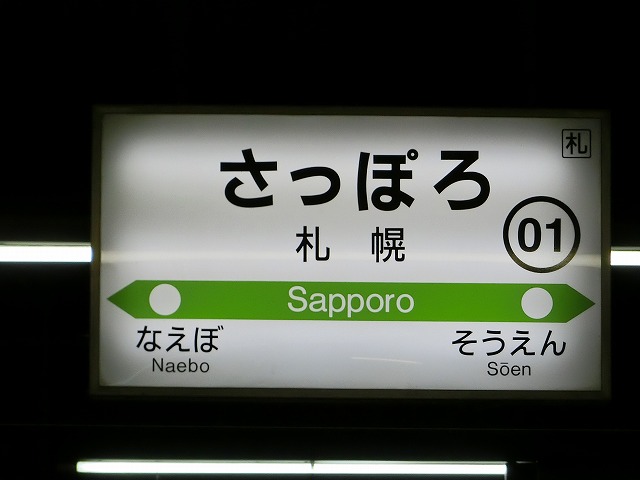 札
さっぽろ
札幌
01
Sapporo
なえぼ
Naebo
そうえん
Sōen